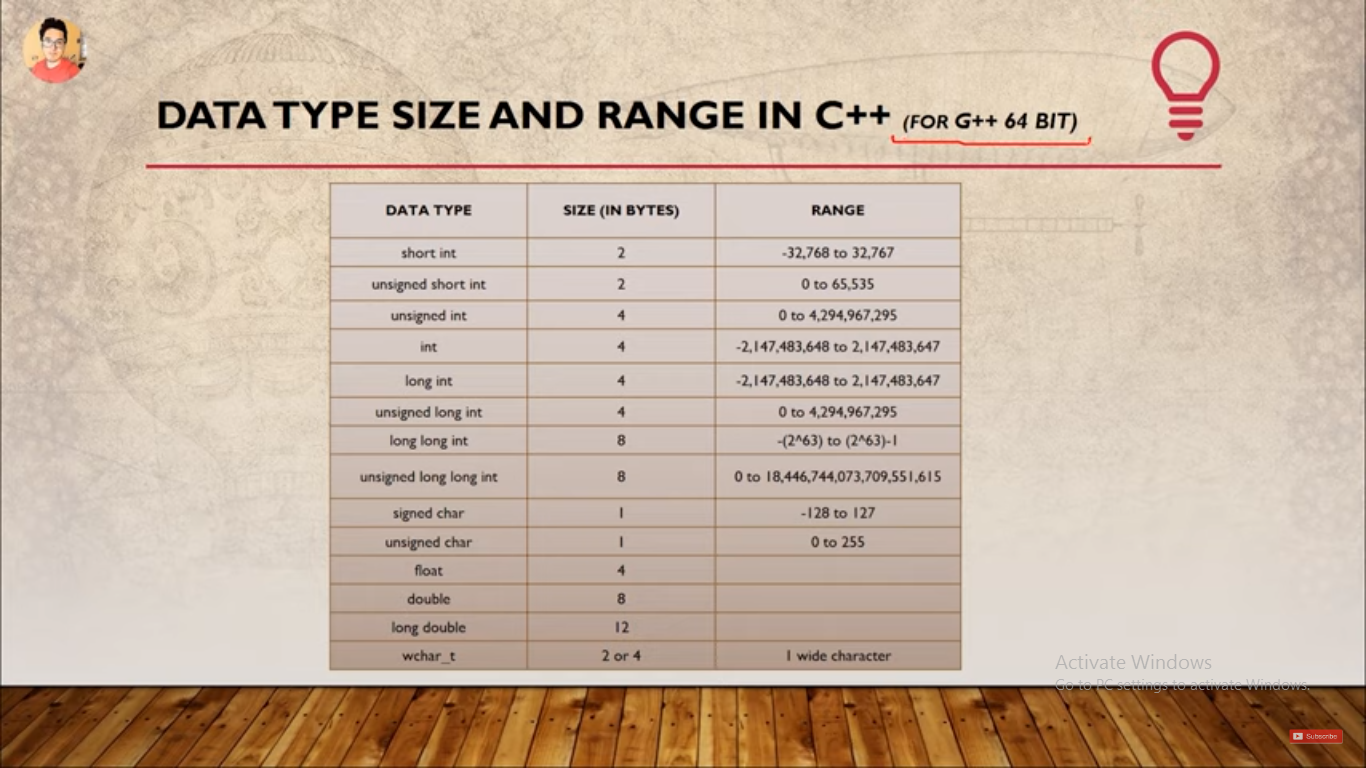 DATA TYPE SIZE AND RANGE IN C++ (FOR G++ 64 BIT)
DATA TYPE SIZE (IN BYTES) RANGE
short int 2 -32,768 to 32,767
unsigned short int 2 0 to 65,535
unsigned int 4 0 to 4,294,967,295
int 4 -2,147,483,648 to 2,147,483,647
long int 4 -2,147,483,648 to 2,147,483,647
unsigned long int 4 0 to 4,294,967,295
long long int 8 -(2^63) to (2^63)-1
unsigned long long int 8 0 to 18,446,744,073,709,551,615
signed char 1 -128 to 127
unsigned char 1 0 to 255
float 4
double 8
long double 12
wchar_t 2 or 4 1 wide character
Activate Windows
Go to PC settings to activate Windows.
Subscribe